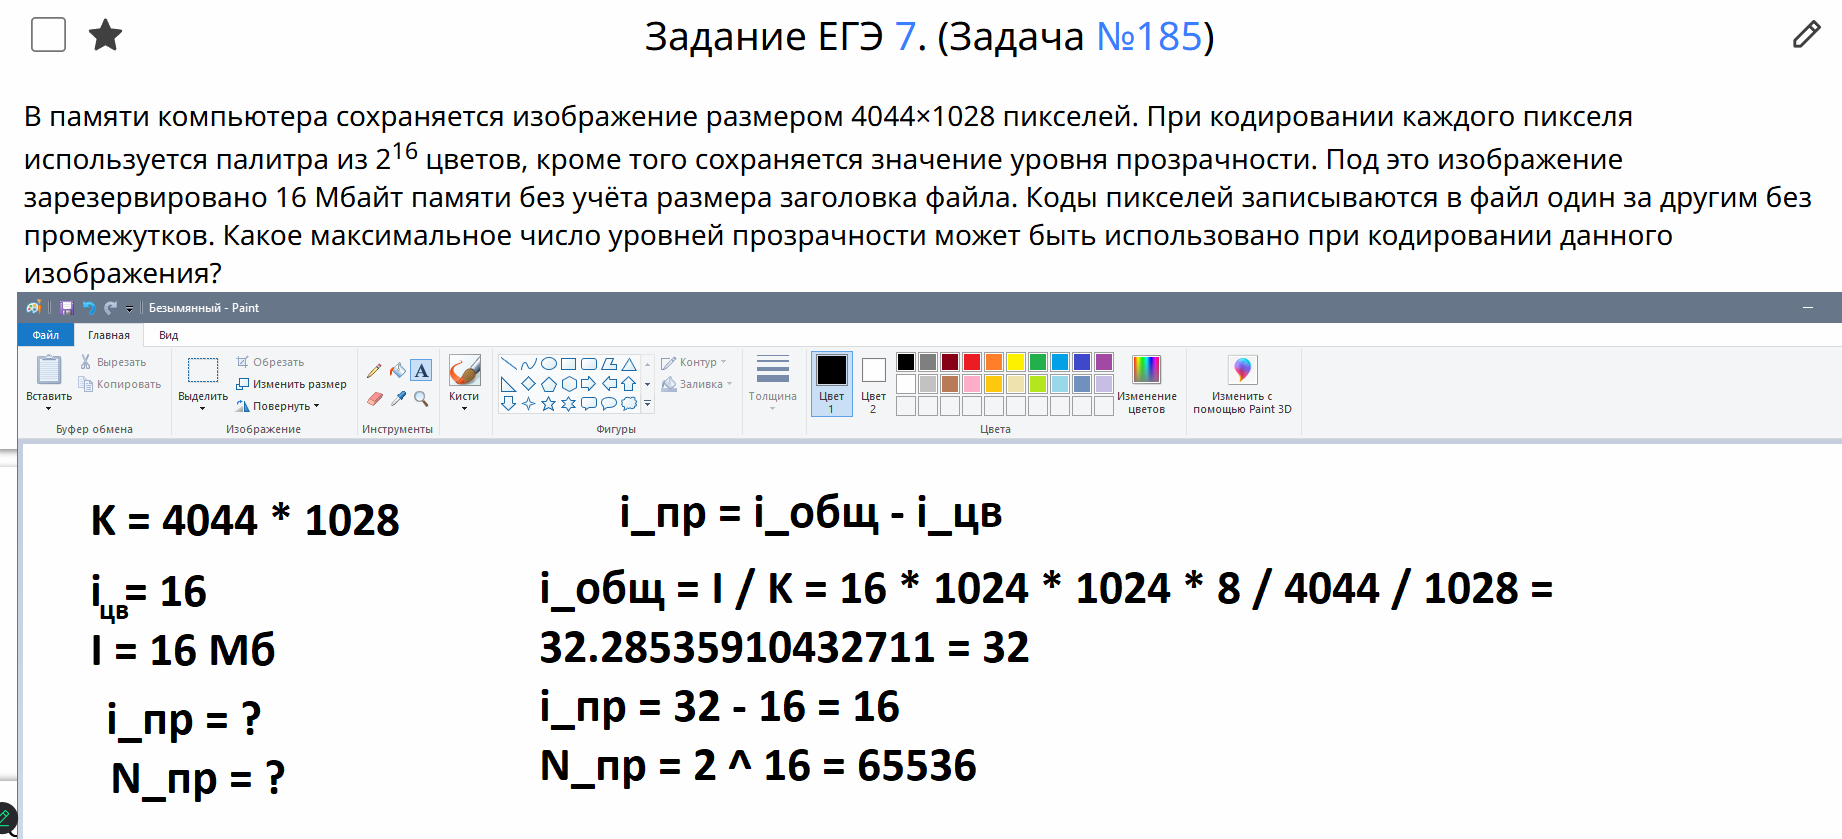 Задание ЕГЭ 7. (Задача №185)
В памяти компьютера сохраняется изображение размером 4044×1028 пикселей. При кодировании каждого пикселя
используется палитра из 2^16 цветов, кроме того сохраняется значение уровня прозрачности. Под это изображение
зарезервировано 16 Мбайт памяти без учёта размера заголовка файла. Коды пикселей записываются в файл один за другим без
промежутков. Какое максимальное число уровней прозрачности может быть использовано при кодировании данного
изображения?
Безымянный - Paint
Файл Главная Вид
Вставить
Вырезать
Копировать
Буфер обмена
Выделить
Обрезать
Изменить размер
Повернуть
Изображение
A
Инструменты
Кисти
Контур
Заливка
Фигуры
Толщина
Цвет
1
Цвет
2
Изменение
цветов
Цвета
Изменить с
помощью Paint 3D
K = 4044 * 1028
i цв = 16
I = 16 Мб
i_пр = ?
N_пр = ?
i_пр = i_общ - i_цв
i_общ = I / K = 16 * 1024 * 1024 * 8 / 4044 / 1028 =
32.28535910432711 = 32
i_пр = 32 - 16 = 16
N_пр = 2 ^ 16 = 65536